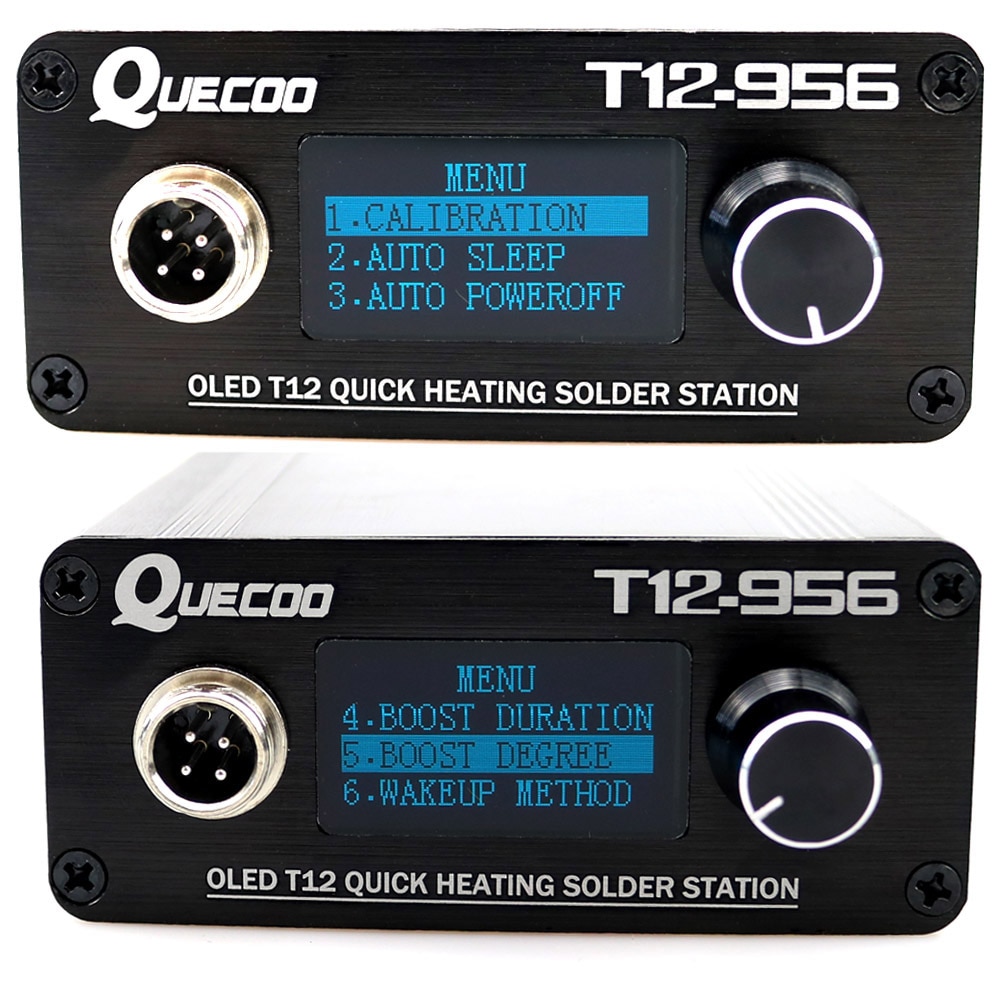 QUECOO T12-956
MENU
1.CALIBRATION
2.AUTO SLEEP
3.AUTO POWEROFF
OLED T12 QUICK HEATING SOLDER STATION
QUECOO T12-956
MENU
4.BOOST DURATION
5.BOOST DEGREE
6.WAKEUP METHOD
OLED T12 QUICK HEATING SOLDER STATION